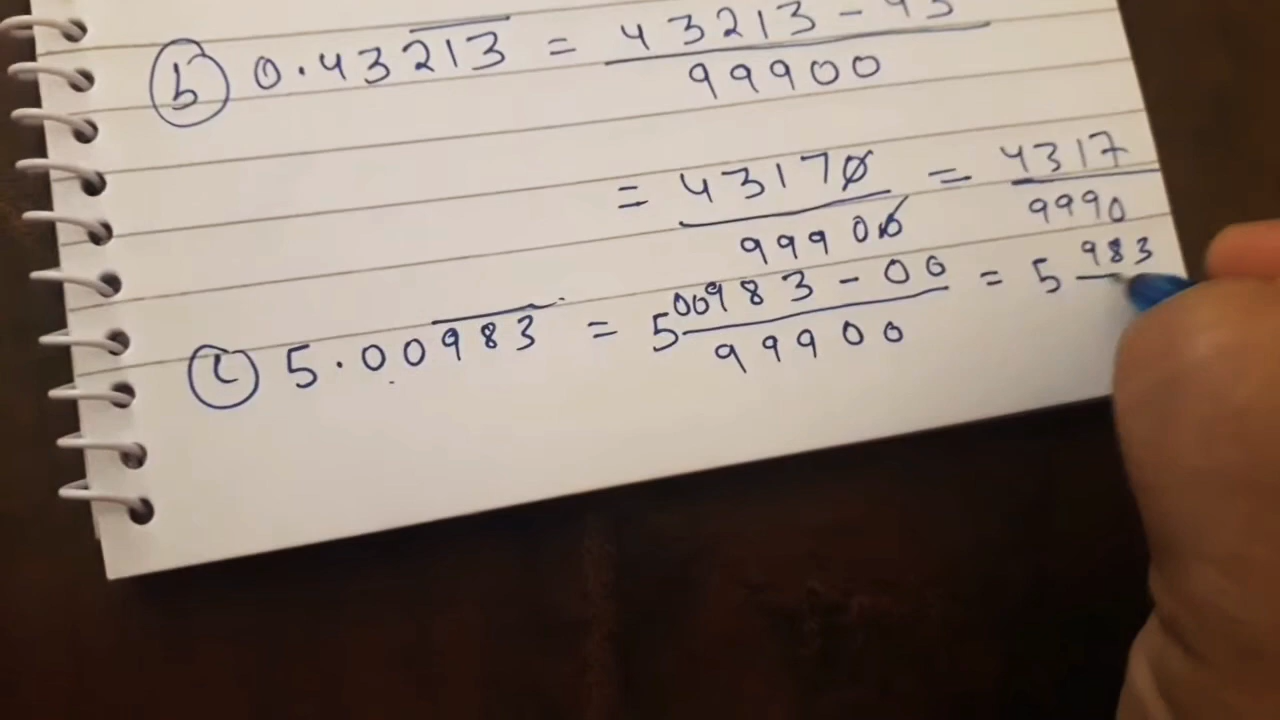 (b) 0.43213 = 43213 - 43 / 99900
= 43170 / 99900 = 4317 / 9990
(c) 5.00983 = 5 00983 - 00 / 99900 = 5 983